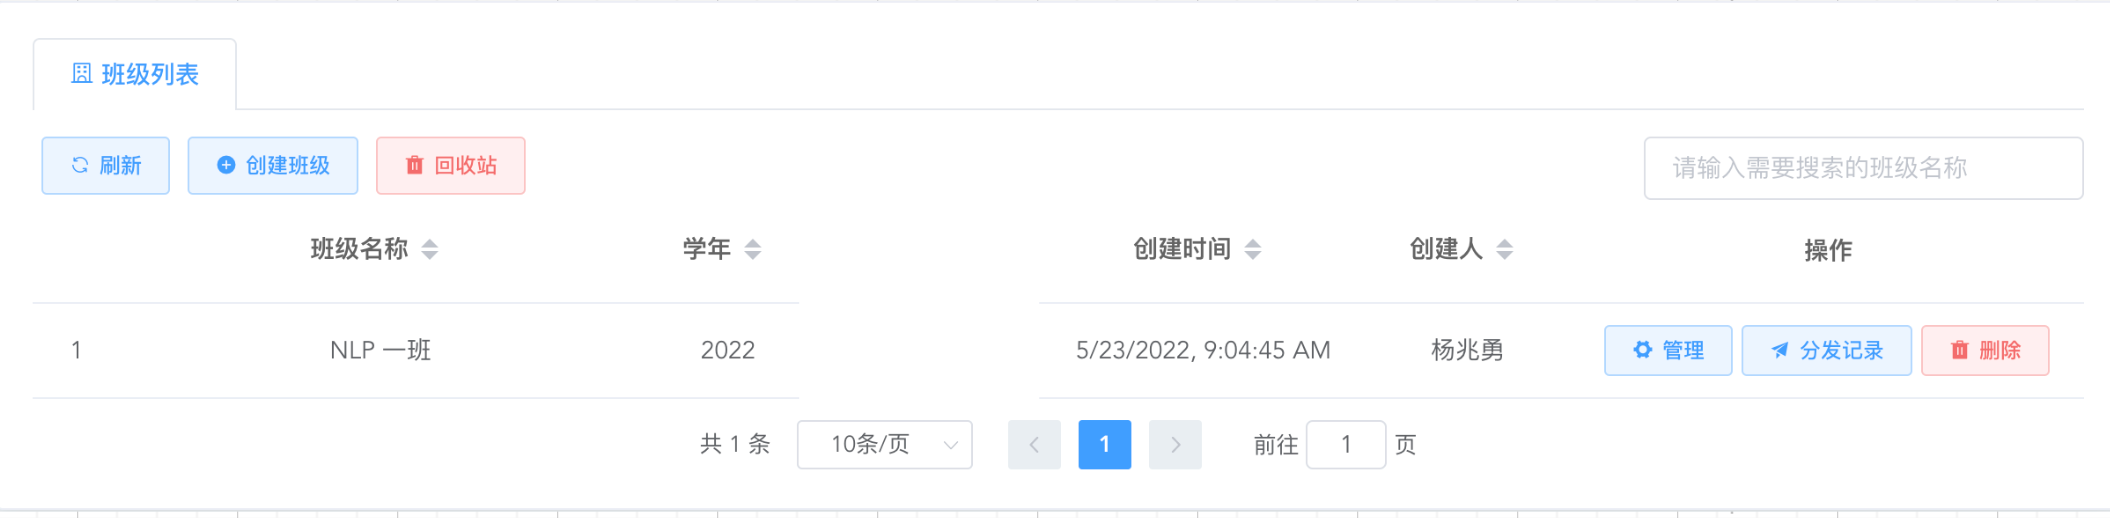 班级列表
刷新 创建班级 回收站 请输入需要搜索的班级名称
班级名称 学年 创建时间 创建人 操作
1 NLP 一班 2022 5/23/2022, 9:04:45 AM 杨兆勇 管理 分发记录 删除
共 1 条 10条/页 1 前往 1 页